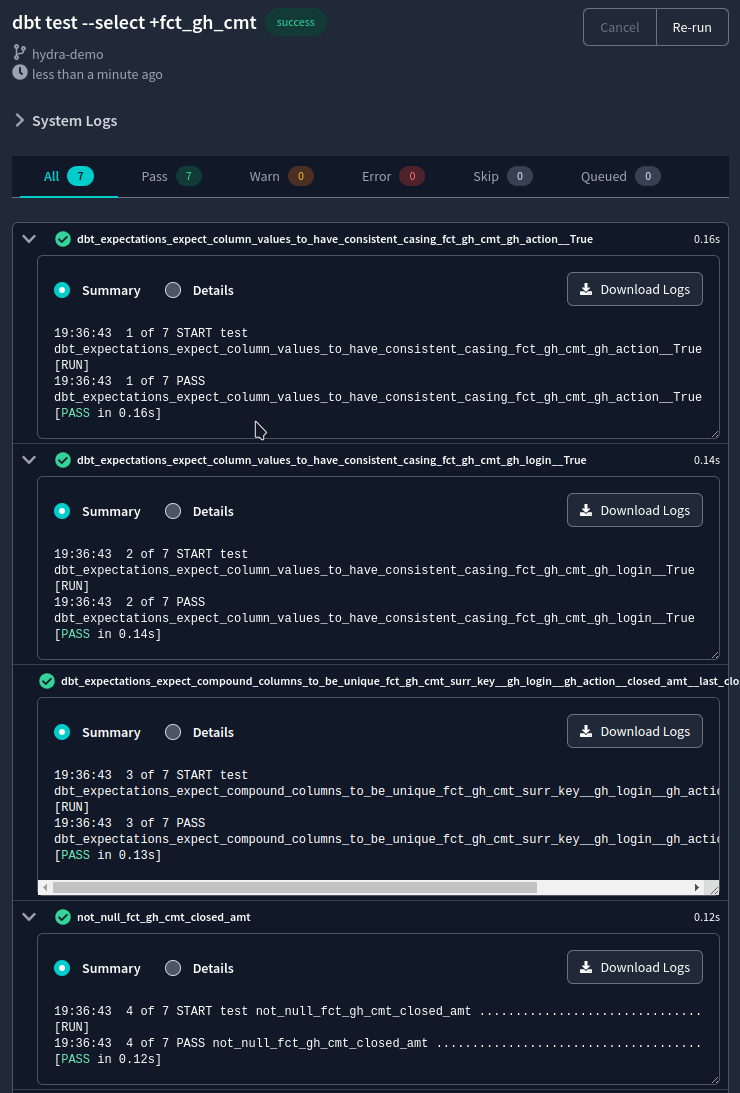 dbt test --select +fct_gh_cmt success Cancel Re-run
hydra-demo
less than a minute ago
System Logs
All 7 Pass 7 Warn 0 Error 0 Skip 0 Queued 0
dbt_expectations_expect_column_values_to_have_consistent_casing_fct_gh_cmt_gh_action__True 0.16s
Summary Details Download Logs
19:36:43  1 of 7 START test
dbt_expectations_expect_column_values_to_have_consistent_casing_fct_gh_cmt_gh_action__True
[RUN]
19:36:43  1 of 7 PASS
dbt_expectations_expect_column_values_to_have_consistent_casing_fct_gh_cmt_gh_action__True
[PASS in 0.16s]
dbt_expectations_expect_column_values_to_have_consistent_casing_fct_gh_cmt_gh_login__True 0.14s
Summary Details Download Logs
19:36:43  2 of 7 START test
dbt_expectations_expect_column_values_to_have_consistent_casing_fct_gh_cmt_gh_login__True
[RUN]
19:36:43  2 of 7 PASS
dbt_expectations_expect_column_values_to_have_consistent_casing_fct_gh_cmt_gh_login__True
[PASS in 0.14s]
dbt_expectations_expect_compound_columns_to_be_unique_fct_gh_cmt_surr_key__gh_login__gh_action__closed_amt__last_clo
Summary Details Download Logs
19:36:43  3 of 7 START test
dbt_expectations_expect_compound_columns_to_be_unique_fct_gh_cmt_surr_key__gh_login__gh_actio
[RUN]
19:36:43  3 of 7 PASS
dbt_expectations_expect_compound_columns_to_be_unique_fct_gh_cmt_surr_key__gh_login__gh_actio
[PASS in 0.13s]
not_null_fct_gh_cmt_closed_amt 0.12s
Summary Details Download Logs
19:36:43  4 of 7 START test not_null_fct_gh_cmt_closed_amt ...............................
[RUN]
19:36:43  4 of 7 PASS not_null_fct_gh_cmt_closed_amt .....................................
[PASS in 0.12s]